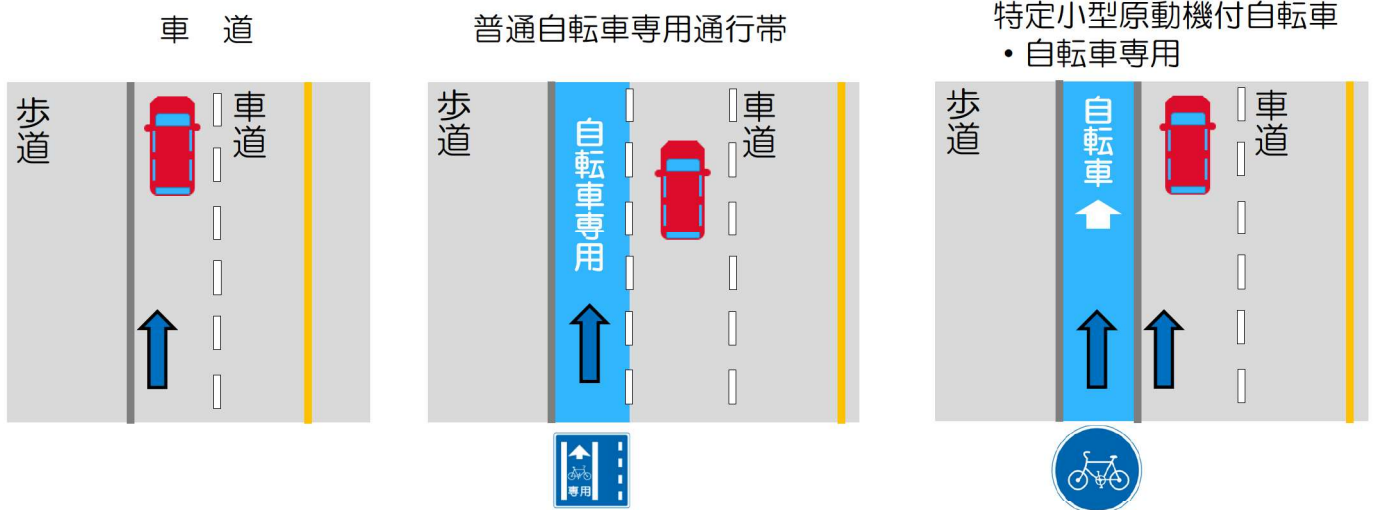 車 道
歩道
車道
普通自転車専用通行帯
歩道
自転車専用
車道
専用
特定小型原動機付自転車
・自転車専用
歩道
自転車
車道